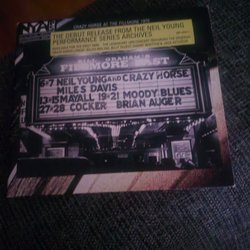 CRAZY HORSE AT THE FILLMORE 1970
THE DEBUT RELEASE FROM THE NEIL YOUNG
PERFORMANCE SERIES ARCHIVES
FILLMORE EAST
6-7 NEIL YOUNG AND CRAZY HORSE
MILES DAVIS
13-15 MAYALL 19-21 MOODY BLUES
27-28 COCKER BRIAN AUGER